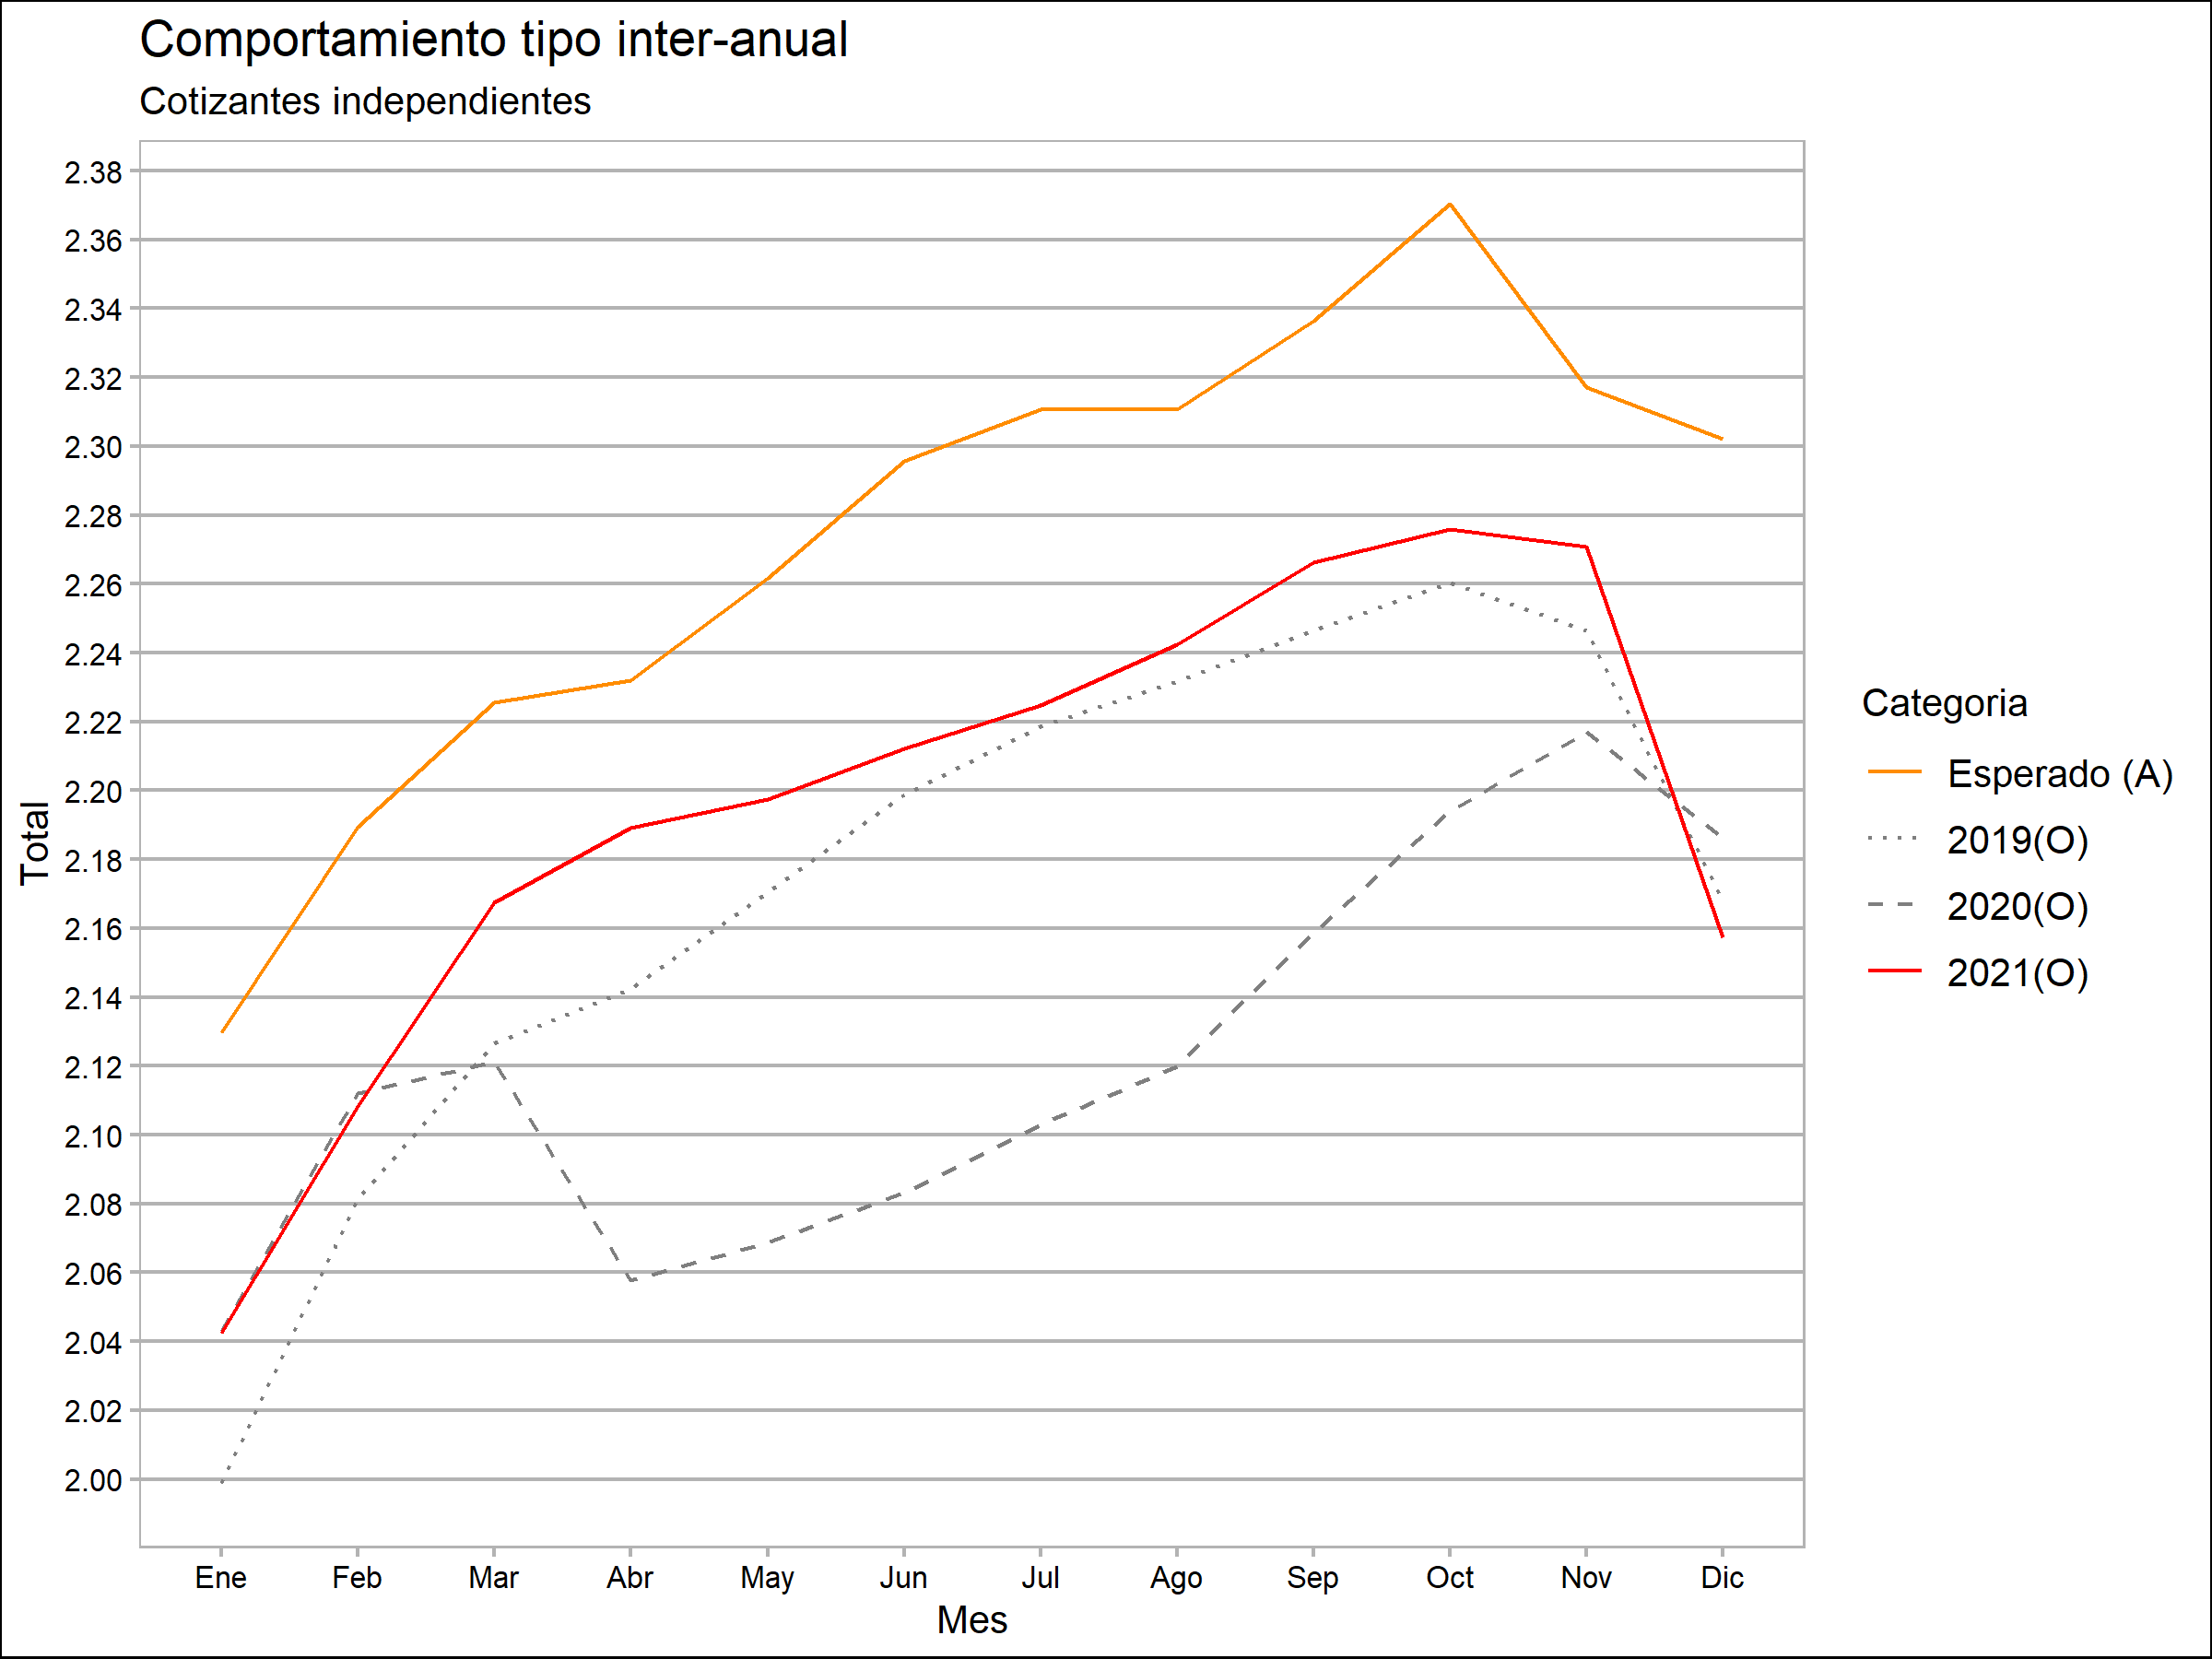 Comportamiento tipo inter-anual
Cotizantes independientes
2.38
2.36
2.34
2.32
2.30
2.28
2.26
2.24
2.22
2.20
2.18
2.16
2.14
2.12
2.10
2.08
2.06
2.04
2.02
2.00
Total
Ene Feb Mar Abr May Jun Jul Ago Sep Oct Nov Dic
Mes
Categoria
Esperado (A)
2019(O)
2020(O)
2021(O)